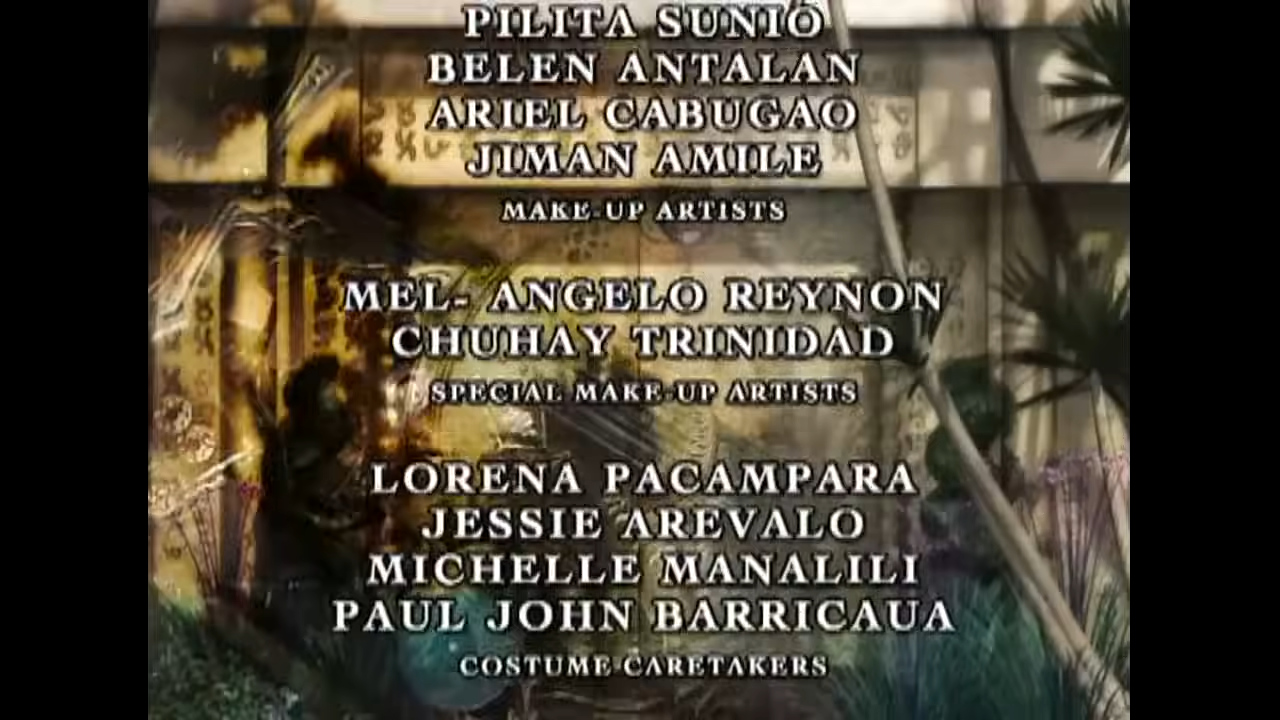 PILITA SUNIÓ
BELEN ANTALAN
ARIEL CABUGAO
JIMAN AMILE
MAKE-UP ARTISTS
MEL- ANGELO REYNON
CHUHAY TRINIDAD
SPECIAL MAKE-UP ARTISTS
LORENA PACAMPARA
JESSIE AREVALO
MICHELLE MANALILI
PAUL JOHN BARRICAUA
COSTUME CARETAKERS